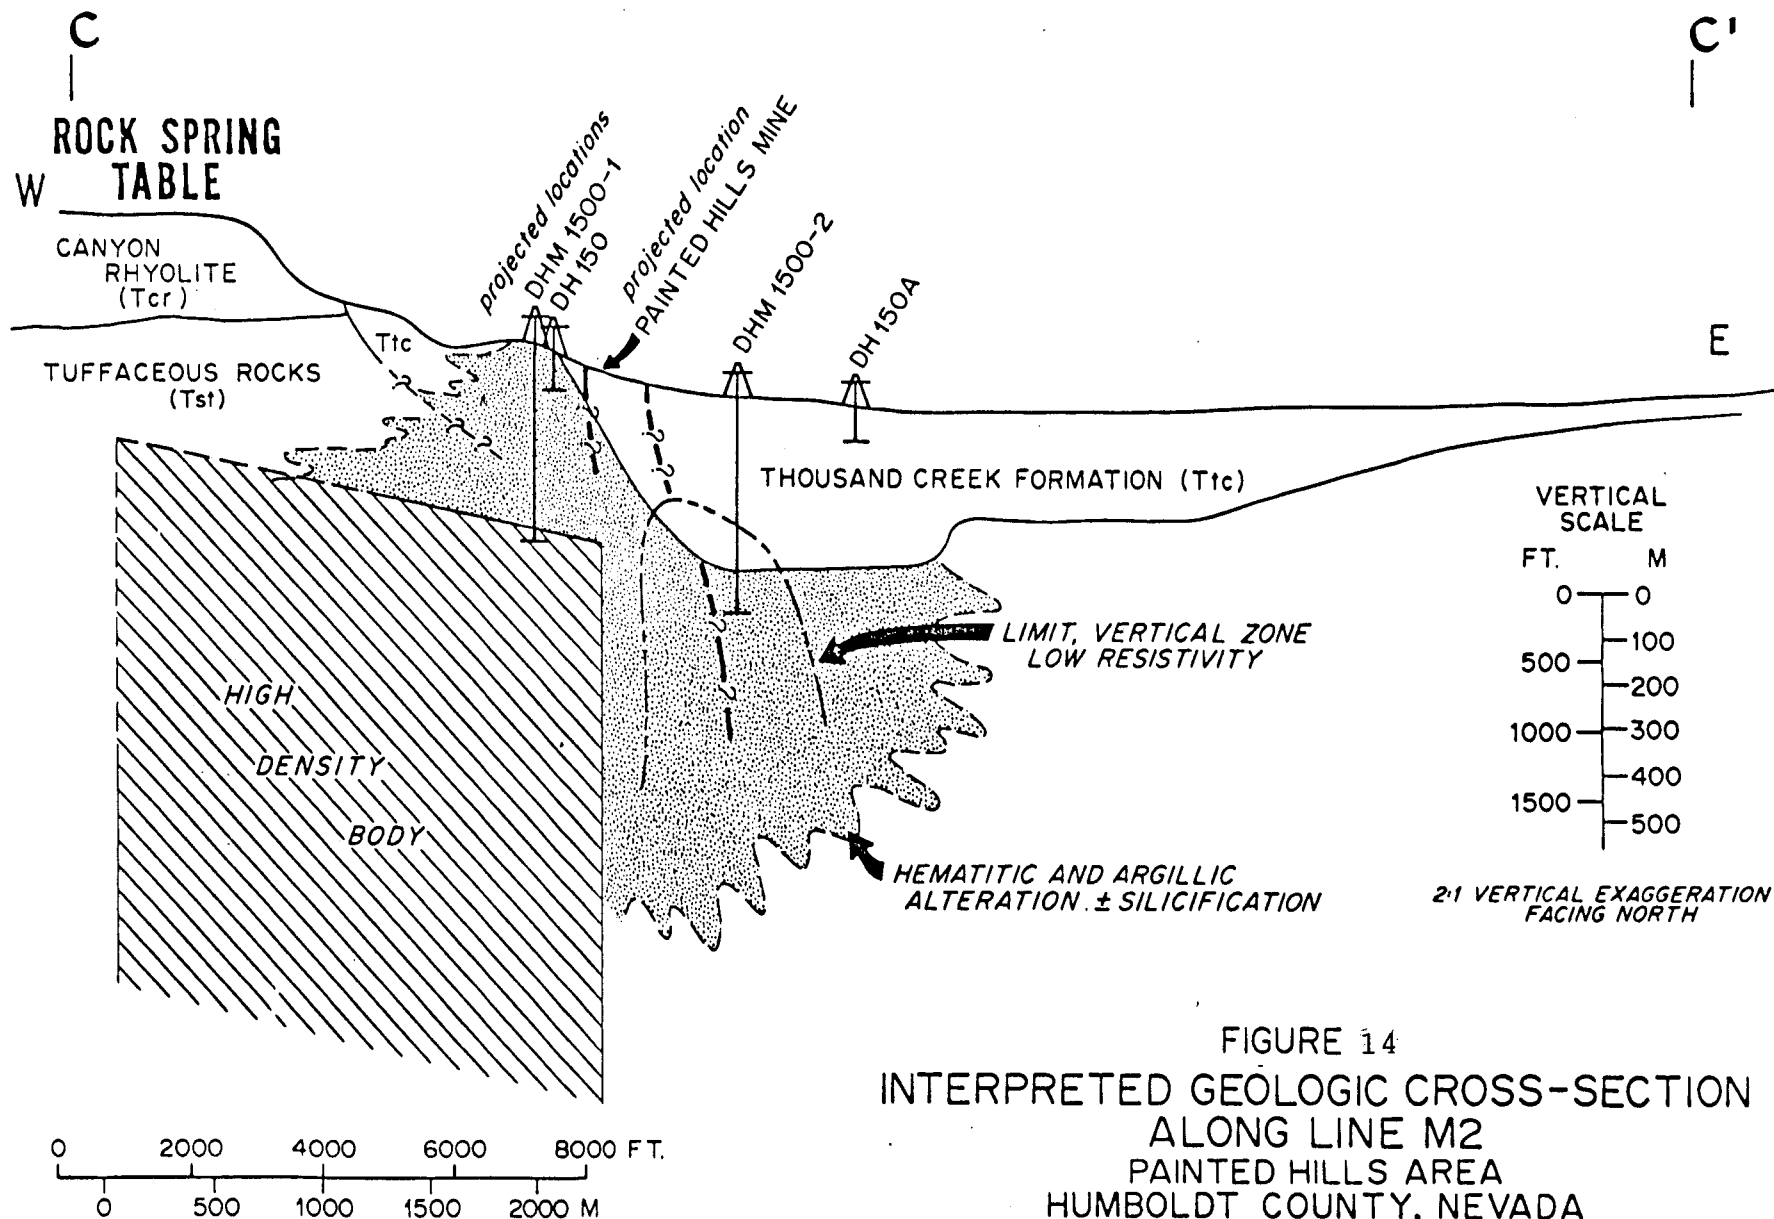 C
C'
ROCK SPRING
TABLE
W
CANYON
RHYOLITE
(Tcr)
TUFFACEOUS ROCKS
(Tst)
Ttc
projected locations
DHM 1500-1
DH 150
projected location
PAINTED HILLS MINE
DHM 1500-2
DH 150A
E
THOUSAND CREEK FORMATION (Ttc)
? ? ? ? ? ?
HIGH
DENSITY
BODY
LIMIT, VERTICAL ZONE
LOW RESISTIVITY
HEMATITIC AND ARGILLIC
ALTERATION. ± SILICIFICATION
VERTICAL
SCALE
FT. M
0 0
100
500
200
1000 300
400
1500
500
2:1 VERTICAL EXAGGERATION
FACING NORTH
0 2000 4000 6000 8000 FT.
0 500 1000 1500 2000 M
FIGURE 14
INTERPRETED GEOLOGIC CROSS-SECTION
ALONG LINE M2
PAINTED HILLS AREA
HUMBOLDT COUNTY, NEVADA